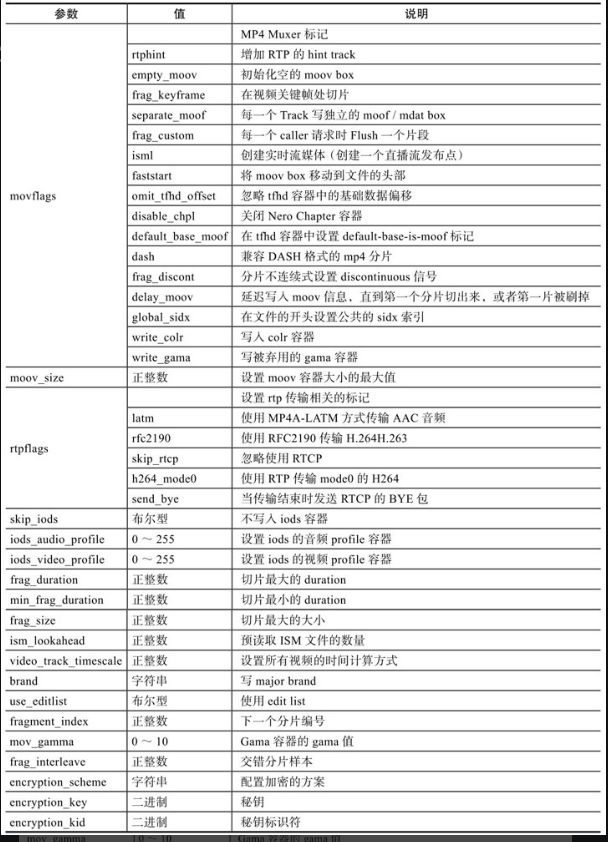 参数 值 说明
MP4 Muxer 标记
rtphint 增加 RTP 的 hint track
empty_moov 初始化空的 moov box
frag_keyframe 在视频关键帧处切片
separate_moof 每一个 Track 写独立的 moof / mdat box
frag_custom 每一个 caller 请求时 Flush 一个片段
isml 创建实时流媒体（创建一个直播流发布点）
faststart 将 moov box 移动到文件的头部
movflags omit_tfhd_offset 忽略 tfhd 容器中的基础数据偏移
disable_chpl 关闭 Nero Chapter 容器
default_base_moof 在 tfhd 容器中设置 default-base-is-moof 标记
dash 兼容 DASH 格式的 mp4 分片
frag_discont 分片不连续式设置 discontinuous 信号
delay_moov 延迟写入 moov 信息，直到第一个分片切出来，或者第一片被刷掉
global_sidx 在文件的开头设置公共的 sidx 索引
write_colr 写入 colr 容器
write_gama 写被弃用的 gama 容器
moov_size 正整数 设置 moov 容器大小的最大值
设置 rtp 传输相关的标记
latm 使用 MP4A-LATM 方式传输 AAC 音频
rfc2190 使用 RFC2190 传输 H.264H.263
rtpflags skip_rtcp 忽略使用 RTCP
h264_mode0 使用 RTP 传输 mode0 的 H264
send_bye 当传输结束时发送 RTCP 的 BYE 包
skip_iods 布尔型 不写入 iods 容器
iods_audio_profile 0 ～ 255 设置 iods 的音频 profile 容器
iods_video_profile 0 ～ 255 设置 iods 的视频 profile 容器
frag_duration 正整数 切片最大的 duration
min_frag_duration 正整数 切片最小的 duration
frag_size 正整数 切片最大的大小
ism_lookahead 正整数 预读取 ISM 文件的数量
video_track_timescale 正整数 设置所有视频的时间计算方式
brand 字符串 写 major brand
use_editlist 布尔型 使用 edit list
fragment_index 正整数 下一个分片编号
mov_gamma 0 ～ 10 Gama 容器的 gama 值
frag_interleave 正整数 交错分片样本
encryption_scheme 字符串 配置加密的方案
encryption_key 二进制 秘钥
encryption_kid 二进制 秘钥标识符
mov_gamma 0 ～ 10 Gama 容器的 gama 值